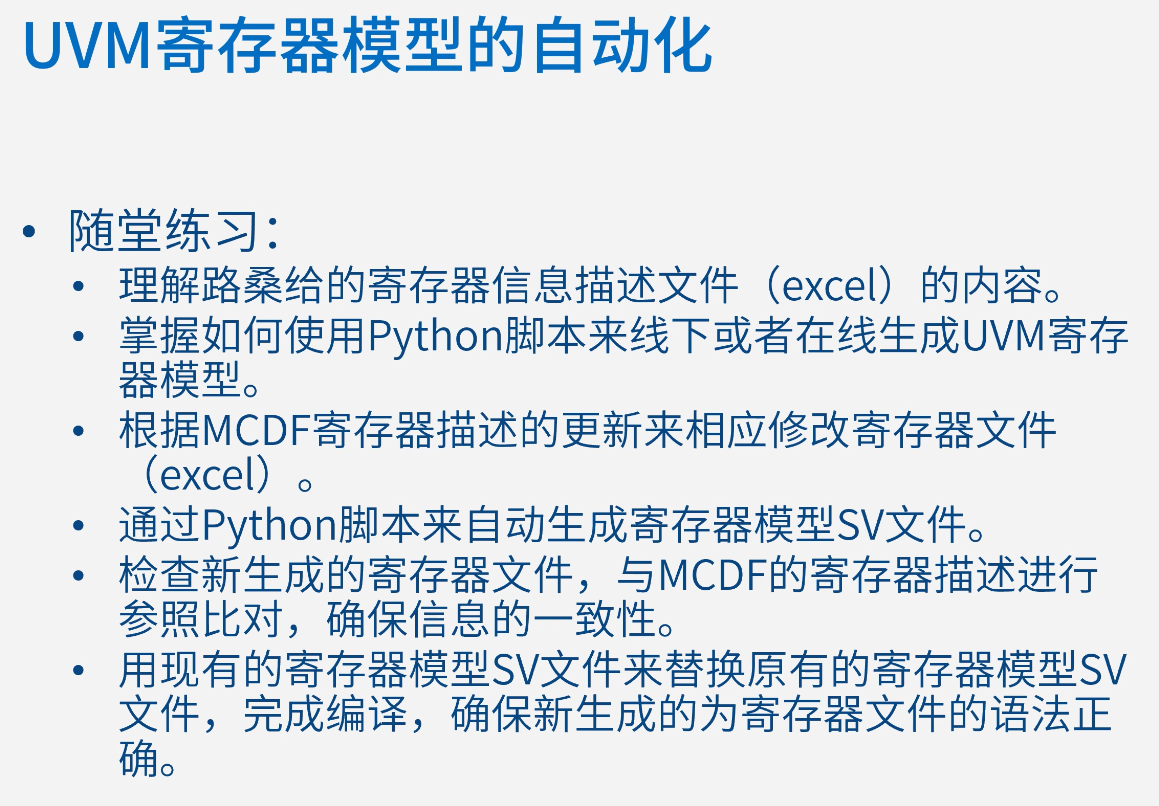 UVM寄存器模型的自动化
• 随堂练习：
• 理解路桑给的寄存器信息描述文件（excel）的内容。
• 掌握如何使用Python脚本来线下或者在线生成UVM寄存
器模型。
• 根据MCDF寄存器描述的更新来相应修改寄存器文件
（excel）。
• 通过Python脚本来自动生成寄存器模型SV文件。
• 检查新生成的寄存器文件，与MCDF的寄存器描述进行
参照比对，确保信息的一致性。
• 用现有的寄存器模型SV文件来替换原有的寄存器模型SV
文件，完成编译，确保新生成的为寄存器文件的语法正
确。